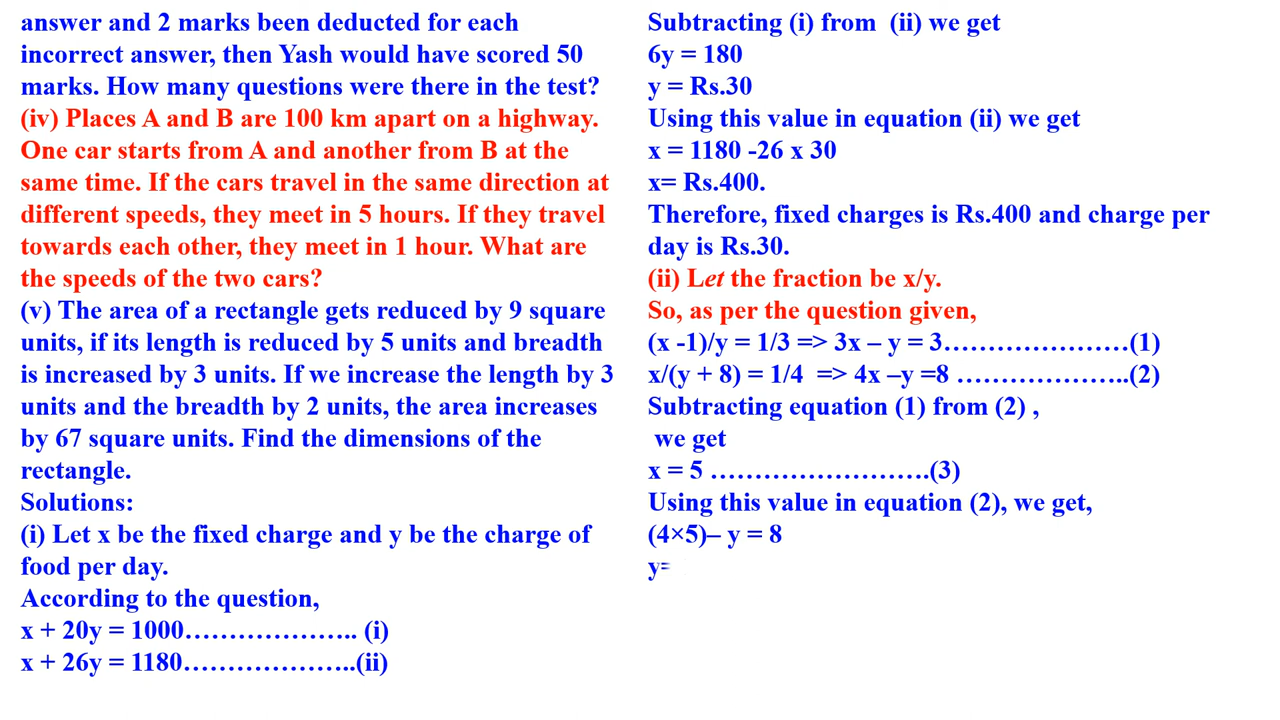 answer and 2 marks been deducted for each
incorrect answer, then Yash would have scored 50
marks. How many questions were there in the test?
(iv) Places A and B are 100 km apart on a highway.
One car starts from A and another from B at the
same time. If the cars travel in the same direction at
different speeds, they meet in 5 hours. If they travel
towards each other, they meet in 1 hour. What are
the speeds of the two cars?
(v) The area of a rectangle gets reduced by 9 square
units, if its length is reduced by 5 units and breadth
is increased by 3 units. If we increase the length by 3
units and the breadth by 2 units, the area increases
by 67 square units. Find the dimensions of the
rectangle.
Solutions:
(i) Let x be the fixed charge and y be the charge of
food per day.
According to the question,
x + 20y = 1000……………….. (i)
x + 26y = 1180………………..(ii)
Subtracting (i) from  (ii) we get
6y = 180
y = Rs.30
Using this value in equation (ii) we get
x = 1180 -26 x 30
x= Rs.400.
Therefore, fixed charges is Rs.400 and charge per
day is Rs.30.
(ii) Let the fraction be x/y.
So, as per the question given,
(x -1)/y = 1/3 => 3x – y = 3…………………(1)
x/(y + 8) = 1/4  => 4x –y =8 ………………..(2)
Subtracting equation (1) from (2) ,
we get
x = 5 …………………….(3)
Using this value in equation (2), we get,
(4×5)– y = 8
y=